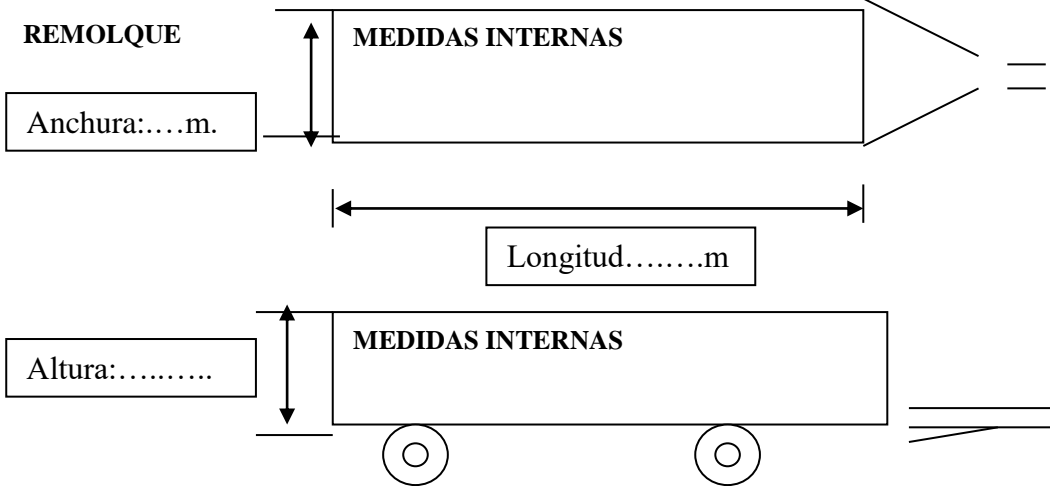 REMOLQUE
MEDIDAS INTERNAS
Anchura:.…m.
Longitud….….m
MEDIDAS INTERNAS
Altura:…..…..